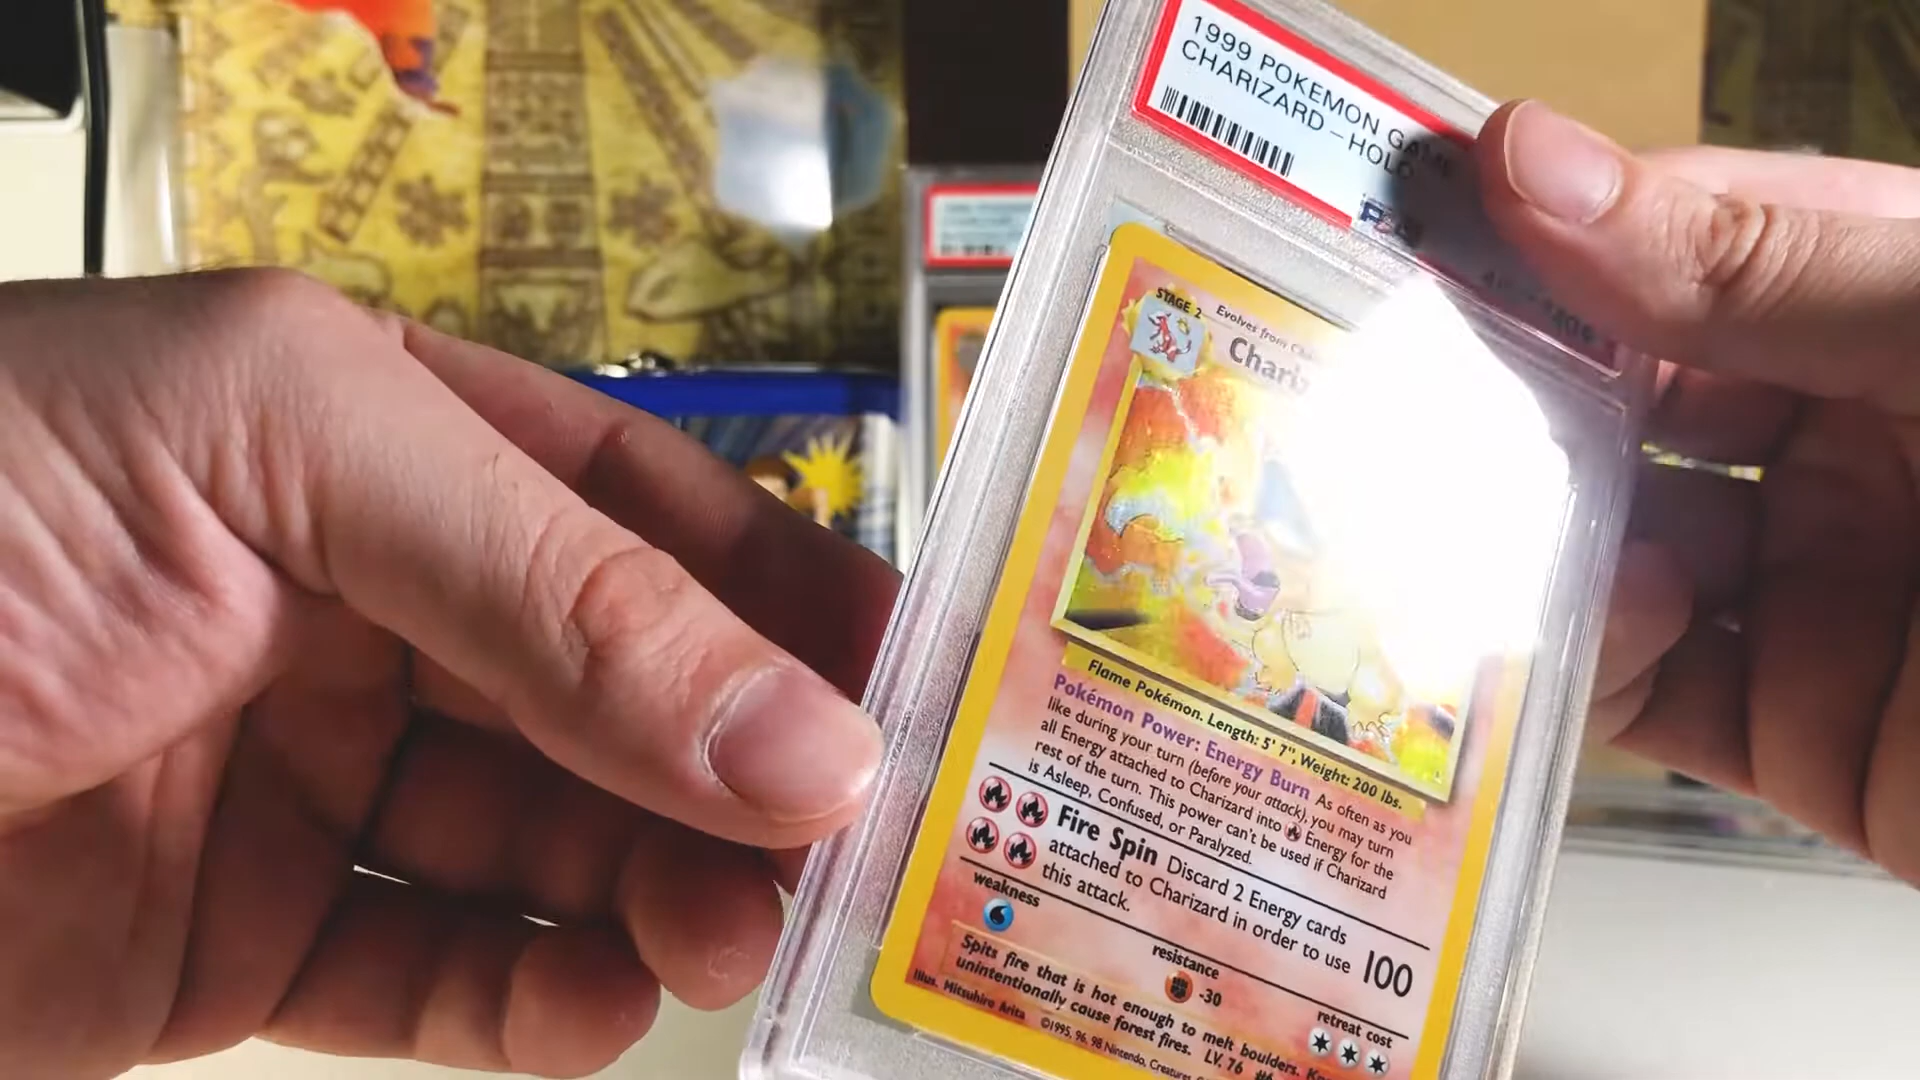 1999 POKEMON GAME
CHARIZARD-HOLO
PSA
STAGE 2
Evolves from
Chariz
Flame Pokémon. Length: 5' 7", Weight: 200 lbs.
Pokémon Power: Energy Burn As often as you
like during your turn (before your attack), you may turn
all Energy attached to Charizard into Energy for the
rest of the turn. This power can't be used if Charizard
is Asleep, Confused, or Paralyzed.
Fire Spin Discard 2 Energy cards
attached to Charizard in order to use
this attack.
100
weakness
resistance
-30
retreat cost
Spits fire that is hot enough to melt boulders.
unintentionally cause forest fires. LV. 76
Illus. Mitsuhiro Arita
©1995, 96, 98 Nintendo, Creatures,